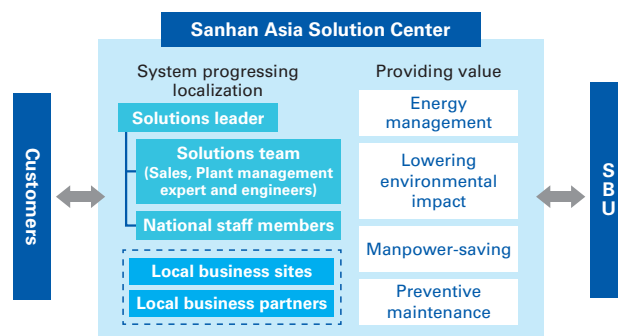 Sanhan Asia Solution Center
System progressing
localization
Solutions leader
Solutions team
(Sales, Plant management
expert and engineers)
National staff members
Local business sites
Local business partners
Providing value
Energy
management
Lowering
environmental
impact
Manpower-saving
Preventive
maintenance
Customers
SBU